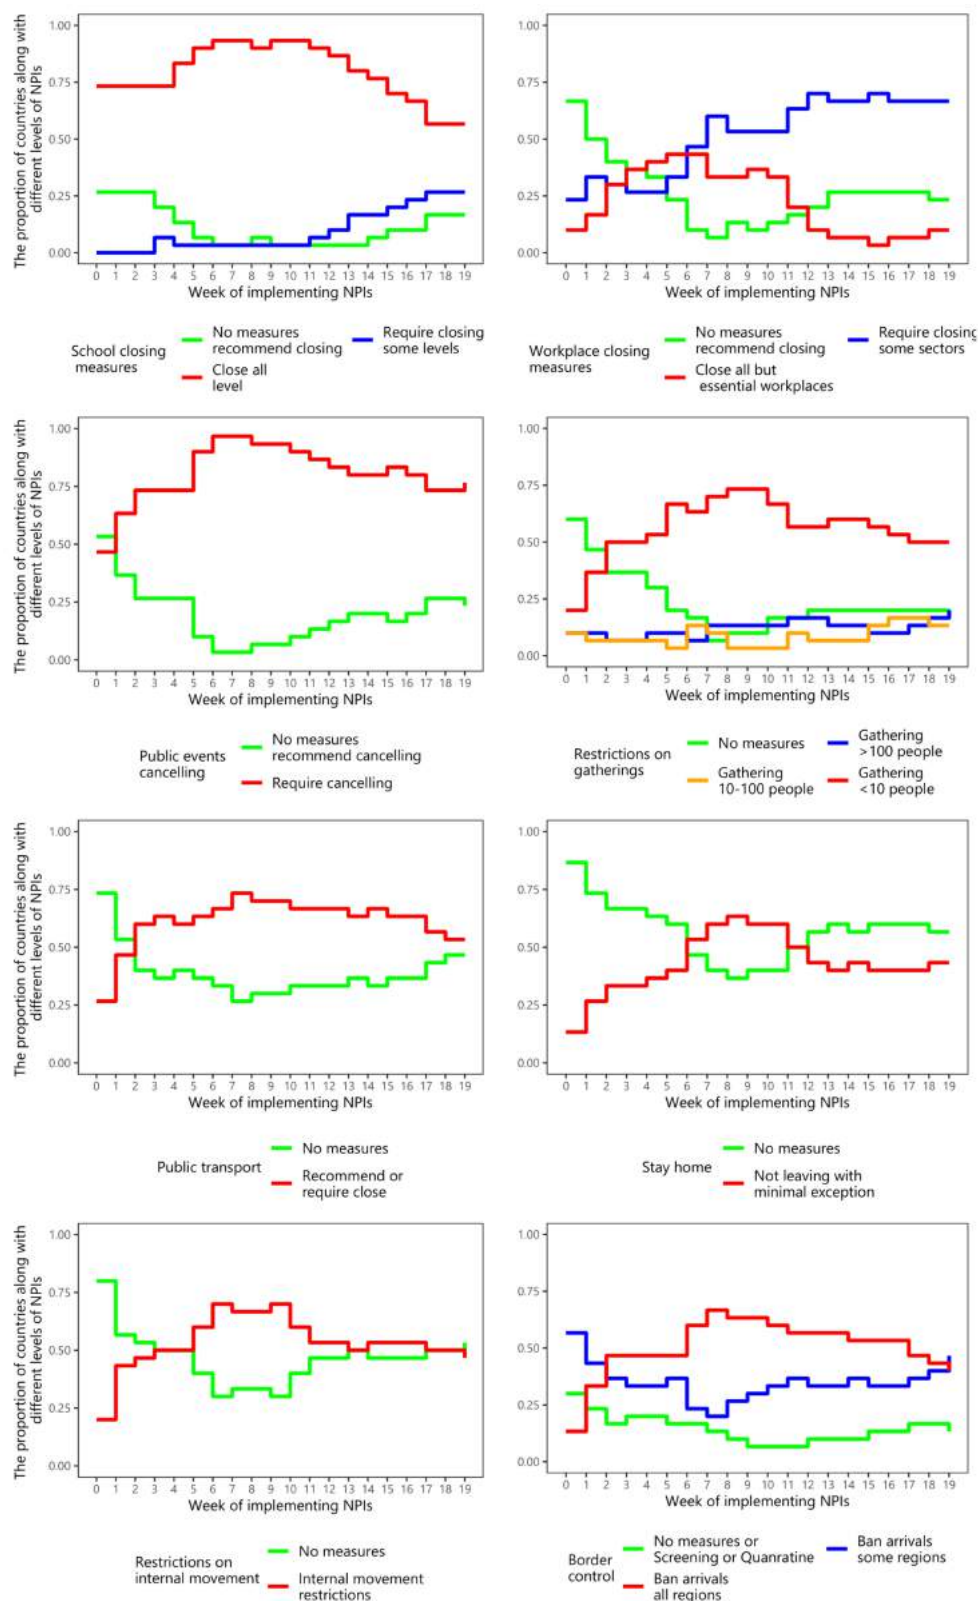 The proportion of countries along with
different levels of NPIs
1.00
0.75
0.50
0.25
0.00
0 1 2 3 4 5 6 7 8 9 10 11 12 13 14 15 16 17 18 19
Week of implementing NPIs
School closing
measures
No measures
recommend closing
Require closing
some levels
Close all
level
1.00
0.75
0.50
0.25
0.00
0 1 2 3 4 5 6 7 8 9 10 11 12 13 14 15 16 17 18 19
Week of implementing NPIs
Workplace closing
measures
No measures
recommend closing
Require closing
some sectors
Close all but
essential workplaces
The proportion of countries along with
different levels of NPIs
1.00
0.75
0.50
0.25
0.00
0 1 2 3 4 5 6 7 8 9 10 11 12 13 14 15 16 17 18 19
Week of implementing NPIs
Public events
cancelling
No measures
recommend cancelling
Require cancelling
1.00
0.75
0.50
0.25
0.00
0 1 2 3 4 5 6 7 8 9 10 11 12 13 14 15 16 17 18 19
Week of implementing NPIs
Restrictions on
gatherings
No measures
Gathering
>100 people
Gathering
10-100 people
Gathering
<10 people
The proportion of countries along with
different levels of NPIs
1.00
0.75
0.50
0.25
0.00
0 1 2 3 4 5 6 7 8 9 10 11 12 13 14 15 16 17 18 19
Week of implementing NPIs
Public transport
No measures
Recommend or
require close
1.00
0.75
0.50
0.25
0.00
0 1 2 3 4 5 6 7 8 9 10 11 12 13 14 15 16 17 18 19
Week of implementing NPIs
Stay home
No measures
Not leaving with
minimal exception
The proportion of countries along with
different levels of NPIs
1.00
0.75
0.50
0.25
0.00
0 1 2 3 4 5 6 7 8 9 10 11 12 13 14 15 16 17 18 19
Week of implementing NPIs
Restrictions on
internal movement
No measures
Internal movement
restrictions
1.00
0.75
0.50
0.25
0.00
0 1 2 3 4 5 6 7 8 9 10 11 12 13 14 15 16 17 18 19
Week of implementing NPIs
Border
control
No measures or
Screening or Quanratine
Ban arrivals
some regions
Ban arrivals
all regions